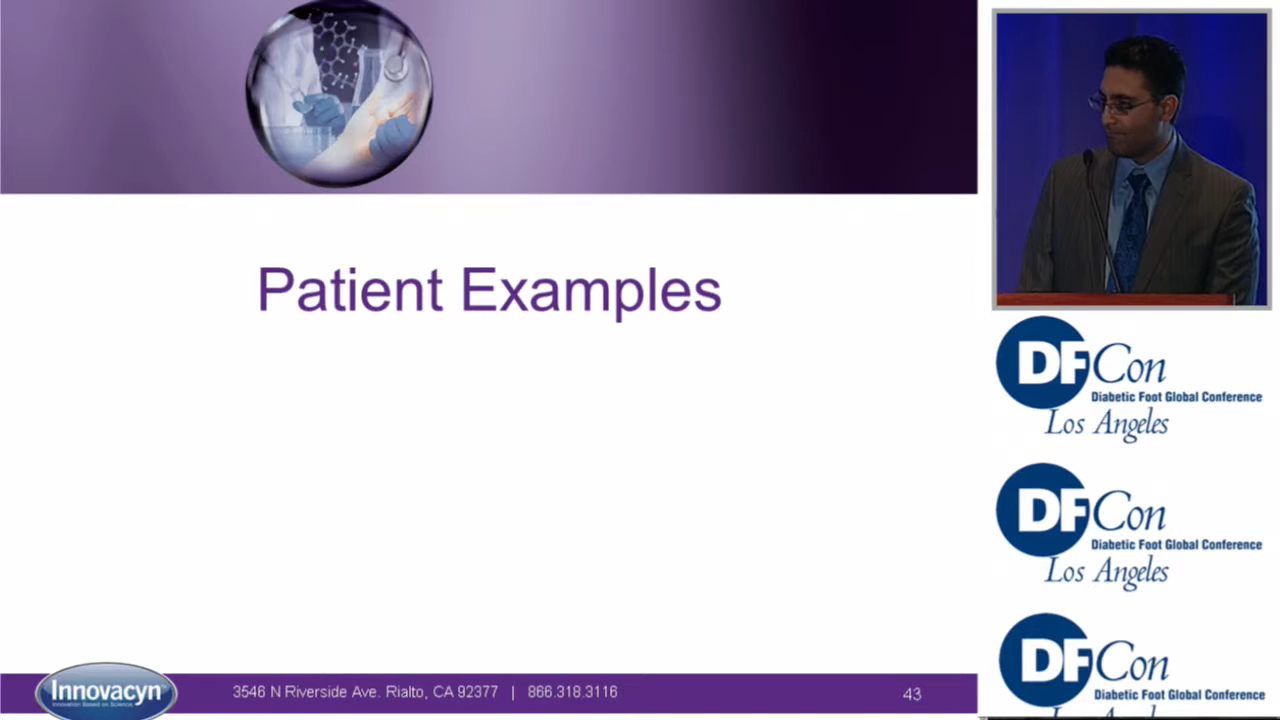 Patient Examples
Innovacyn
Innovation Based on Science.
3546 N Riverside Ave. Rialto, CA 92377 | 866.318.3116
43
DFCon
Diabetic Foot Global Conference
Los Angeles
DFCon
Diabetic Foot Global Conference
Los Angeles
DFCon
Diabetic Foot Global Conference